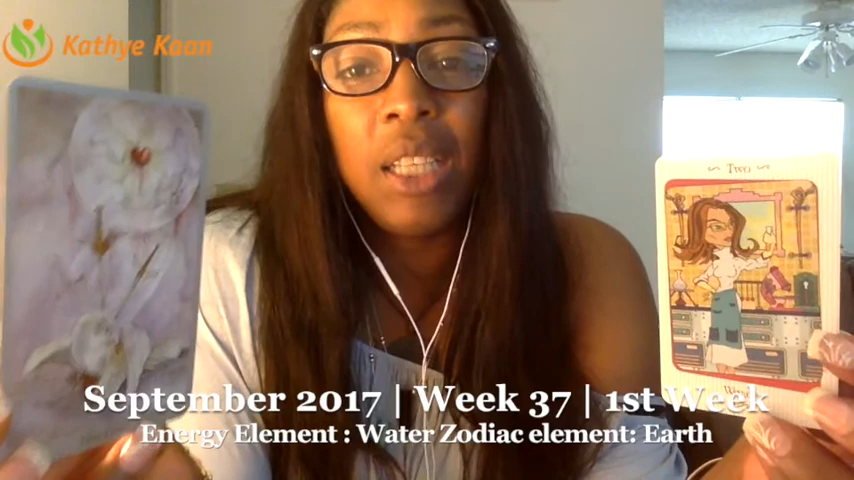 Kathye Kaan
Two
September 2017 | Week 37 | 1st Week
Energy Element : Water Zodiac element: Earth